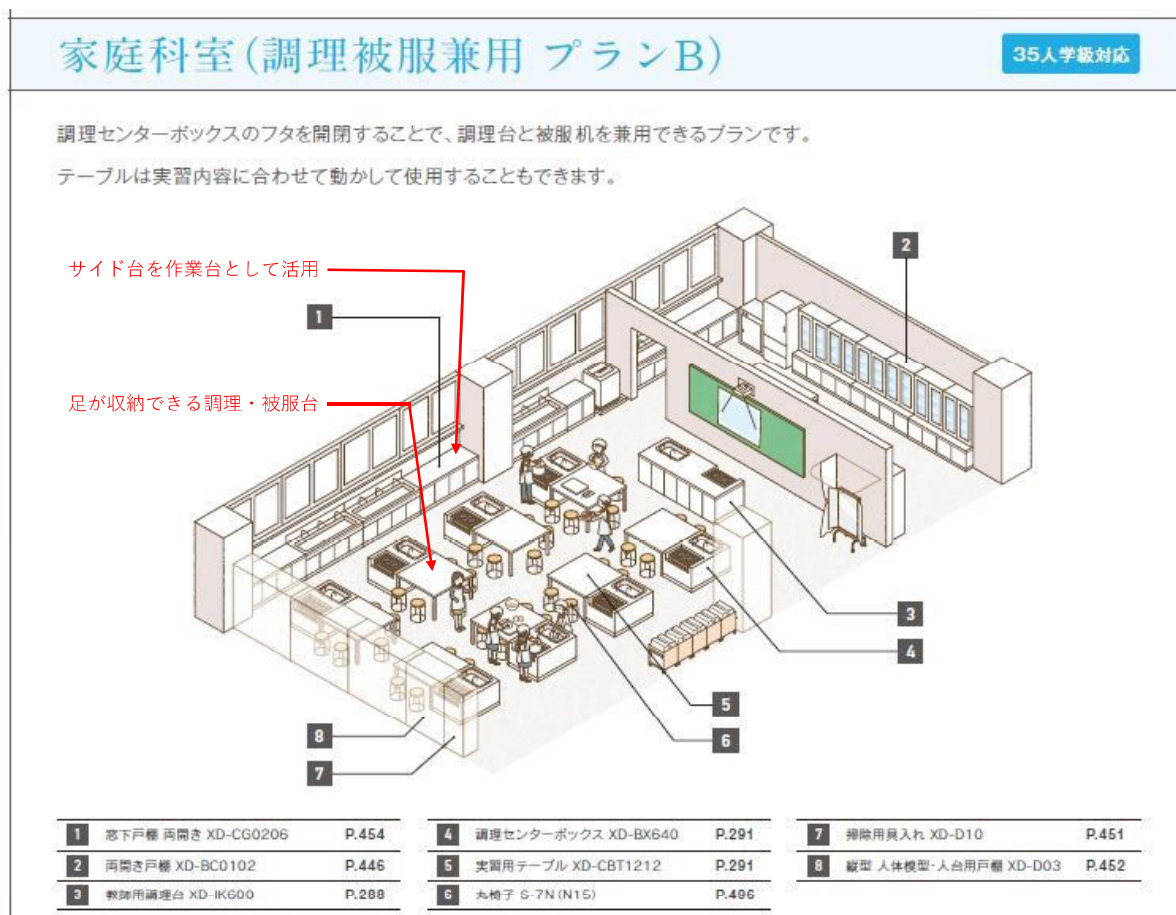 家庭科室(調理被服兼用 プランB)
35人学級対応
調理センターボックスのフタを開閉することで、調理台と被服机を兼用できるプランです。
テーブルは実習内容に合わせて動かして使用することもできます。
サイド台を作業台として活用
足が収納できる調理・被服台
1
2
3
4
5
6
8
7
1 窓下戸棚 両開き XD-CG0206 P.454
2 両開き戸棚 XD-BC0102 P.446
3 教師用調理台 XD-IK600 P.288
4 調理センターボックス XD-BX640 P.291
5 実習用テーブル XD-CBT1212 P.291
6 丸椅子 S-7N(N15) P.496
7 掃除用具入れ XD-D10 P.451
8 縦型 人体模型・人台用戸棚 XD-D03 P.452